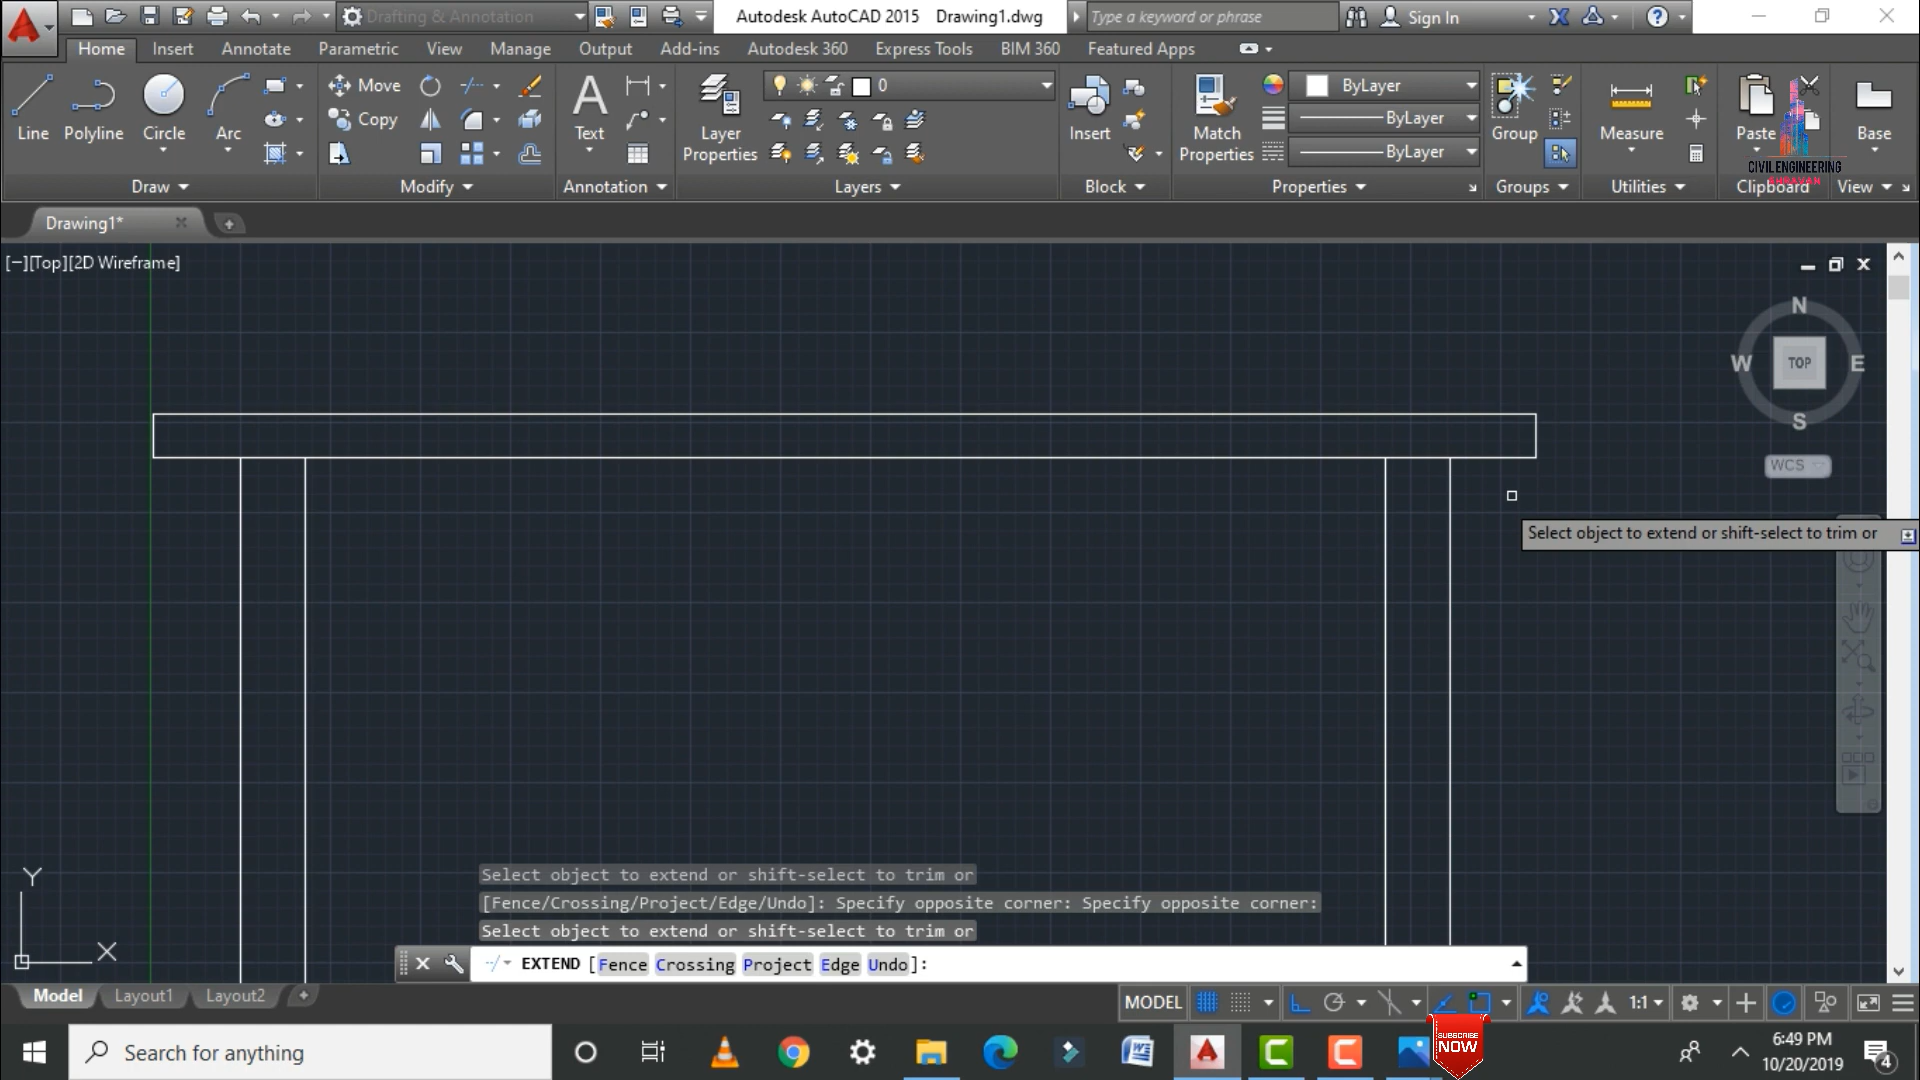 Drafting & Annotation
Autodesk AutoCAD 2015 Drawing1.dwg
Type a keyword or phrase
Sign In
Home Insert Annotate Parametric View Manage Output Add-ins Autodesk 360 Express Tools BIM 360 Featured Apps
Move
0
ByLayer
Line Polyline Circle Arc
Copy
Text
Layer Properties
Insert
Match Properties
ByLayer
Group
Measure
Paste
Base
ByLayer
CIVIL ENGINEERING
SHRAVAN
Draw Modify Annotation Layers Block Properties Groups Utilities Clipboard View
Drawing1*
[−][Top][2D Wireframe]
N
W TOP E
S
WCS
Select object to extend or shift-select to trim or
Y
X
Select object to extend or shift-select to trim or
[Fence/Crossing/Project/Edge/Undo]: Specify opposite corner: Specify opposite corner:
Select object to extend or shift-select to trim or
EXTEND [Fence Crossing Project Edge Undo]:
Model Layout1 Layout2
MODEL
1:1
Search for anything
SUBSCRIBE
NOW
6:49 PM
10/20/2019
4